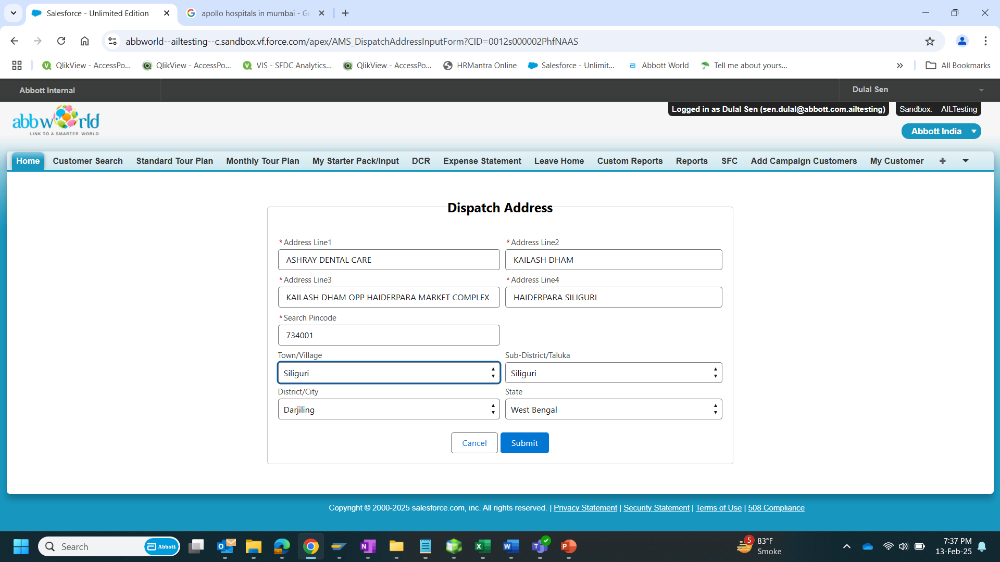 Salesforce - Unlimited Edition
apollo hospitals in mumbai - Go
abbworld--ailtesting--c.sandbox.vf.force.com/apex/AMS_DispatchAddressInputForm?CID=0012s000002PhfNAAS
QlikView - AccessPo... QlikView - AccessPo... VIS - SFDC Analytics... QlikView - AccessPo... HRMantra Online Salesforce - Unlimit... Abbott World Tell me about yours... All Bookmarks
Abbott Internal
Dulal Sen
Logged in as Dulal Sen (sen.dulal@abbott.com.ailtesting)
Sandbox: AILTesting
abbworld
LINK TO A SMARTER WORLD
Abbott India
Home Customer Search Standard Tour Plan Monthly Tour Plan My Starter Pack/Input DCR Expense Statement Leave Home Custom Reports Reports SFC Add Campaign Customers My Customer +
Dispatch Address
*Address Line1
*Address Line2
ASHRAY DENTAL CARE
KAILASH DHAM
*Address Line3
*Address Line4
KAILASH DHAM OPP HAIDERPARA MARKET COMPLEX
HAIDERPARA SILIGURI
*Search Pincode
734001
Town/Village
Sub-District/Taluka
Siliguri
Siliguri
District/City
State
Darjiling
West Bengal
Cancel
Submit
Copyright © 2000-2025 salesforce.com, inc. All rights reserved. | Privacy Statement | Security Statement | Terms of Use | 508 Compliance
Search
Abbott
5
83°F
Smoke
7:37 PM
13-Feb-25